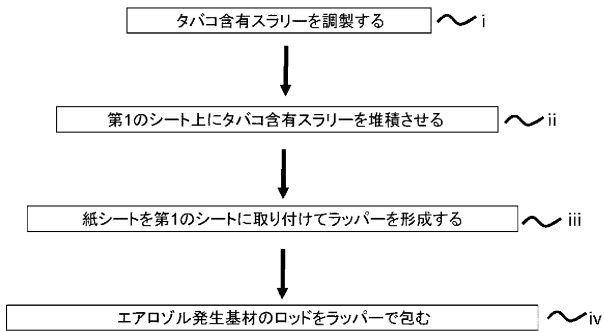 タバコ含有スラリーを調製する i
第1のシート上にタバコ含有スラリーを堆積させる ii
紙シートを第1のシートに取り付けてラッパーを形成する iii
エアロゾル発生基材のロッドをラッパーで包む iv